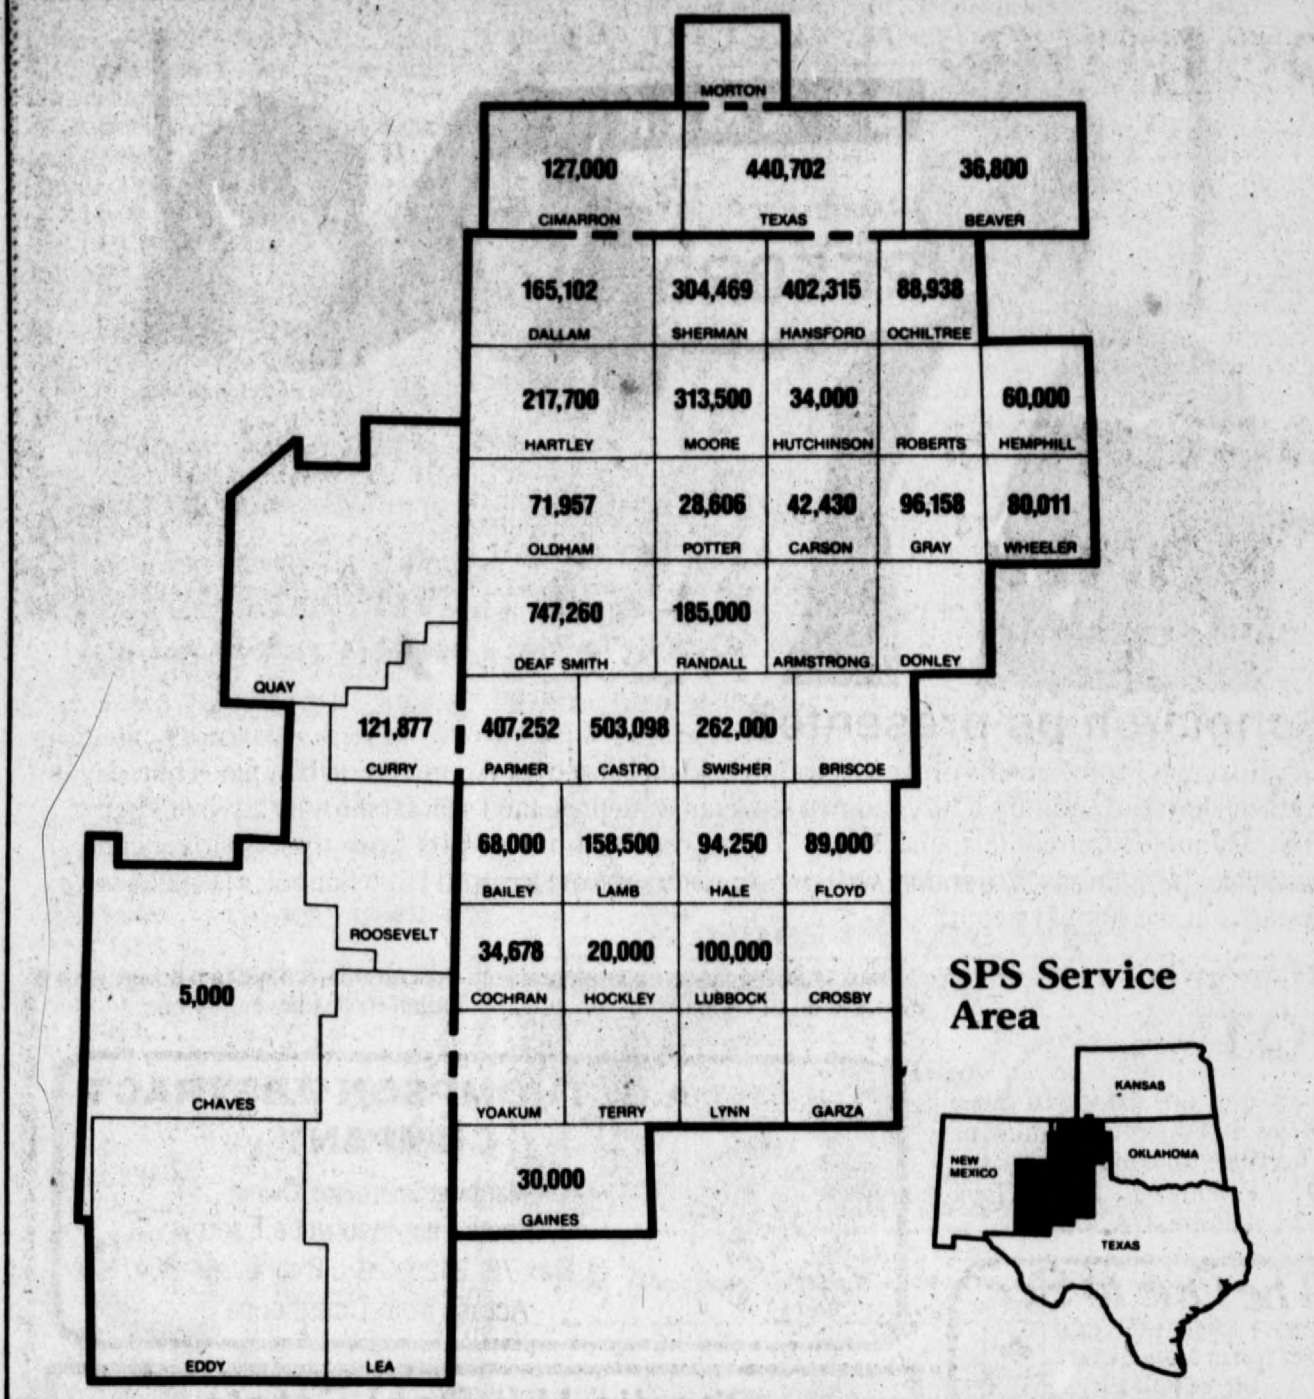 MORTON
127,000 440,702 36,800
CIMARRON TEXAS BEAVER
165,102 304,469 402,315 88,938
DALLAM SHERMAN HANSFORD OCHILTREE
217,700 313,500 34,000 60,000
HARTLEY MOORE HUTCHINSON ROBERTS HEMPHILL
71,957 28,606 42,430 96,158 80,011
OLDHAM POTTER CARSON GRAY WHEELER
747,260 185,000
DEAF SMITH RANDALL ARMSTRONG DONLEY
QUAY
121,877 407,252 503,098 262,000
CURRY PARMER CASTRO SWISHER BRISCOE
68,000 158,500 94,250 89,000
BAILEY LAMB HALE FLOYD
ROOSEVELT
34,678 20,000 100,000
5,000
COCHRAN HOCKLEY LUBBOCK CROSBY
CHAVES
YOAKUM TERRY LYNN GARZA
30,000
GAINES
EDDY LEA
SPS Service
Area
KANSAS
NEW
MEXICO
OKLAHOMA
TEXAS